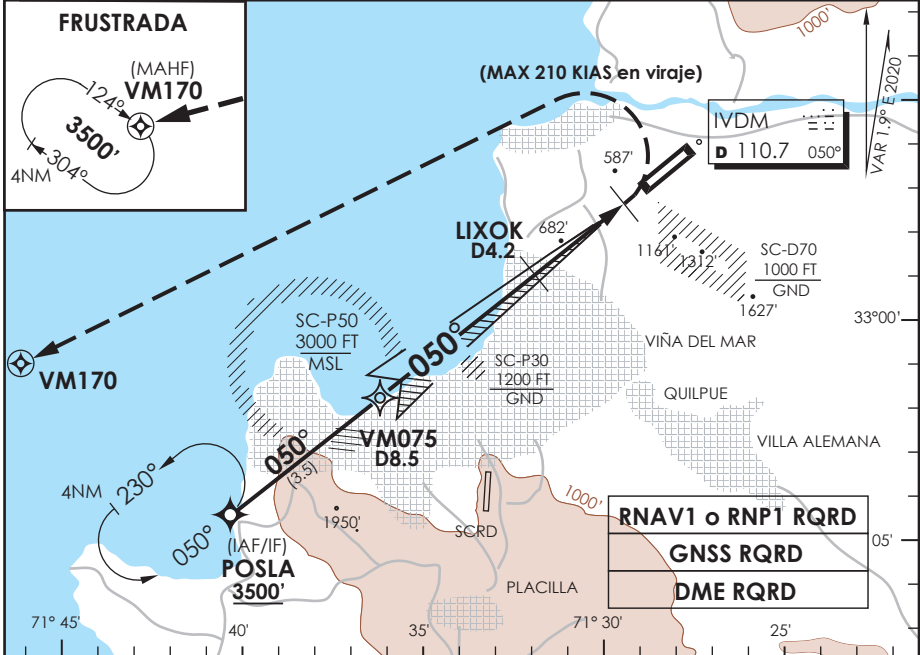 FRUSTRADA
(MAHF)
VM170
124°
3500'
304°
4NM
1000'
VAR 1.9° E 2020
(MAX 210 KIAS en viraje)
IVDM
D 110.7 050°
587'
LIXOK
D4.2
682'
1161'
1312'
SC-D70
1000 FT
GND
1627'
33°00'
SC-P50
3000 FT
MSL
050°
VIÑA DEL MAR
SC-P30
1200 FT
GND
VM170
QUILPUE
VM075
D8.5
VILLA ALEMANA
050°
(3.5)
4NM
230°
1000'
050°
1950'
SCRD
(IAF/IF)
POSLA
3500'
RNAV1 o RNP1 RQRD
GNSS RQRD
DME RQRD
05'
PLACILLA
71° 45'
40'
35'
71° 30'
25'